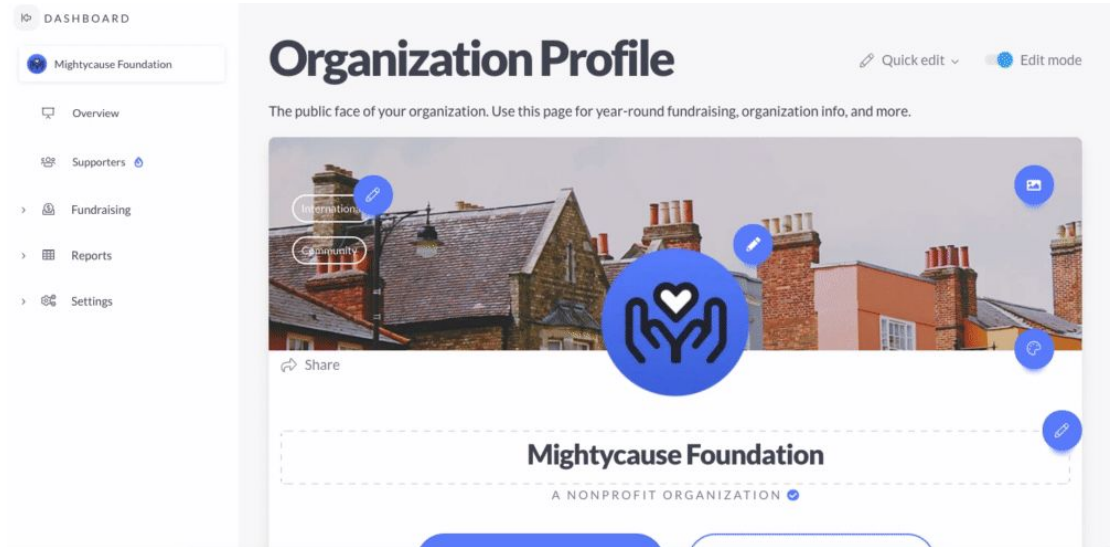 DASHBOARD
Mightycause Foundation
Overview
Supporters
Fundraising
Reports
Settings
Organization Profile
Quick edit
Edit mode
The public face of your organization. Use this page for year-round fundraising, organization info, and more.
Internation
Community
Share
Mightycause Foundation
A NONPROFIT ORGANIZATION